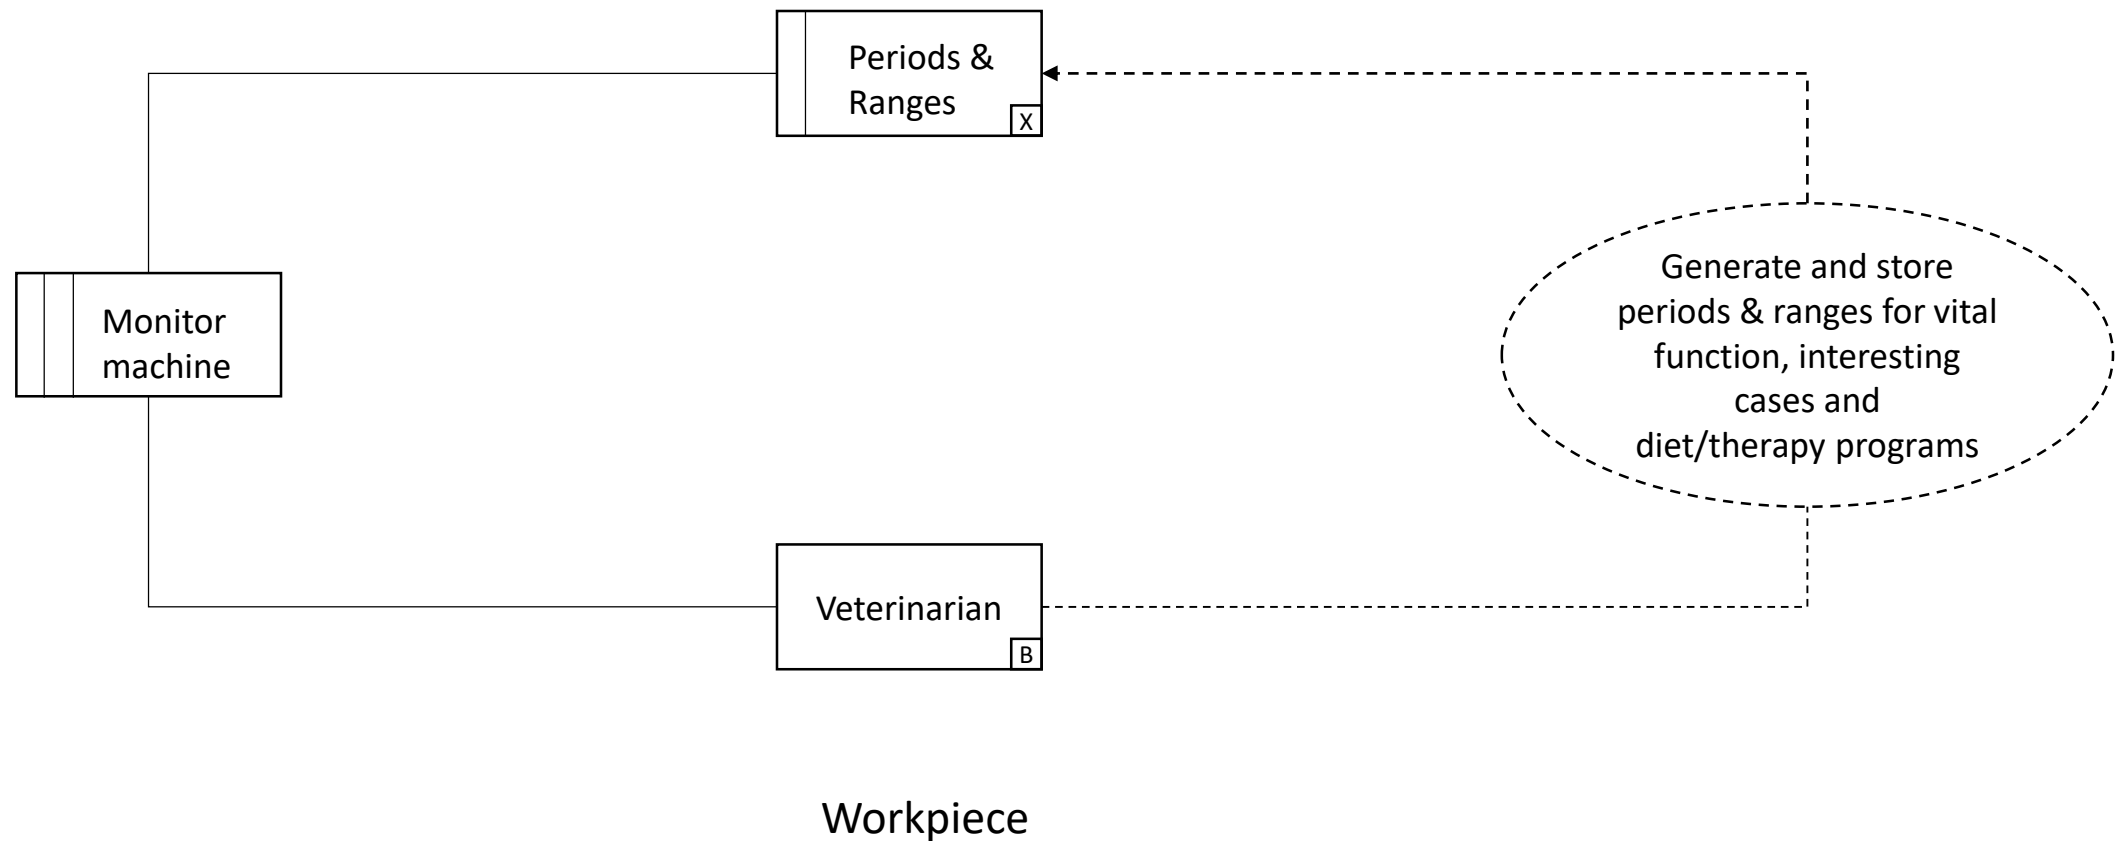 Periods &
Ranges
X
Monitor
machine
Generate and store
periods & ranges for vital
function, interesting
cases and
diet/therapy programs
Veterinarian
B
Workpiece